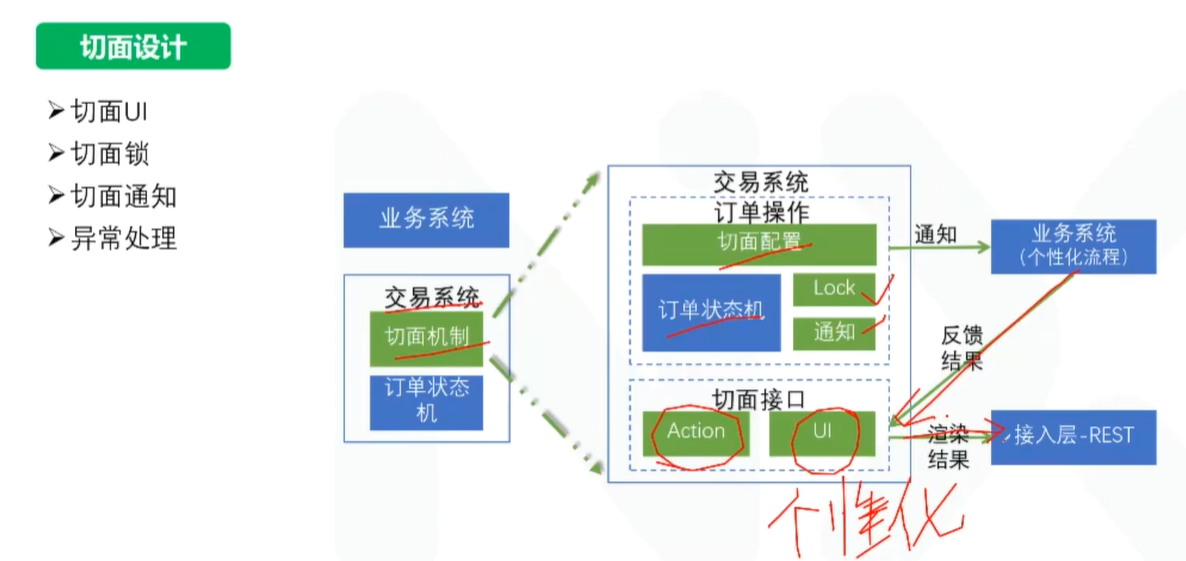 切面设计
➢切面UI
➢切面锁
➢切面通知
➢异常处理
业务系统
交易系统
切面机制
订单状态
机
交易系统
订单操作
切面配置
订单状态机
Lock
通知
切面接口
Action
UI
通知
业务系统
(个性化流程)
反馈
结果
渲染
结果
接入层-REST
个性化